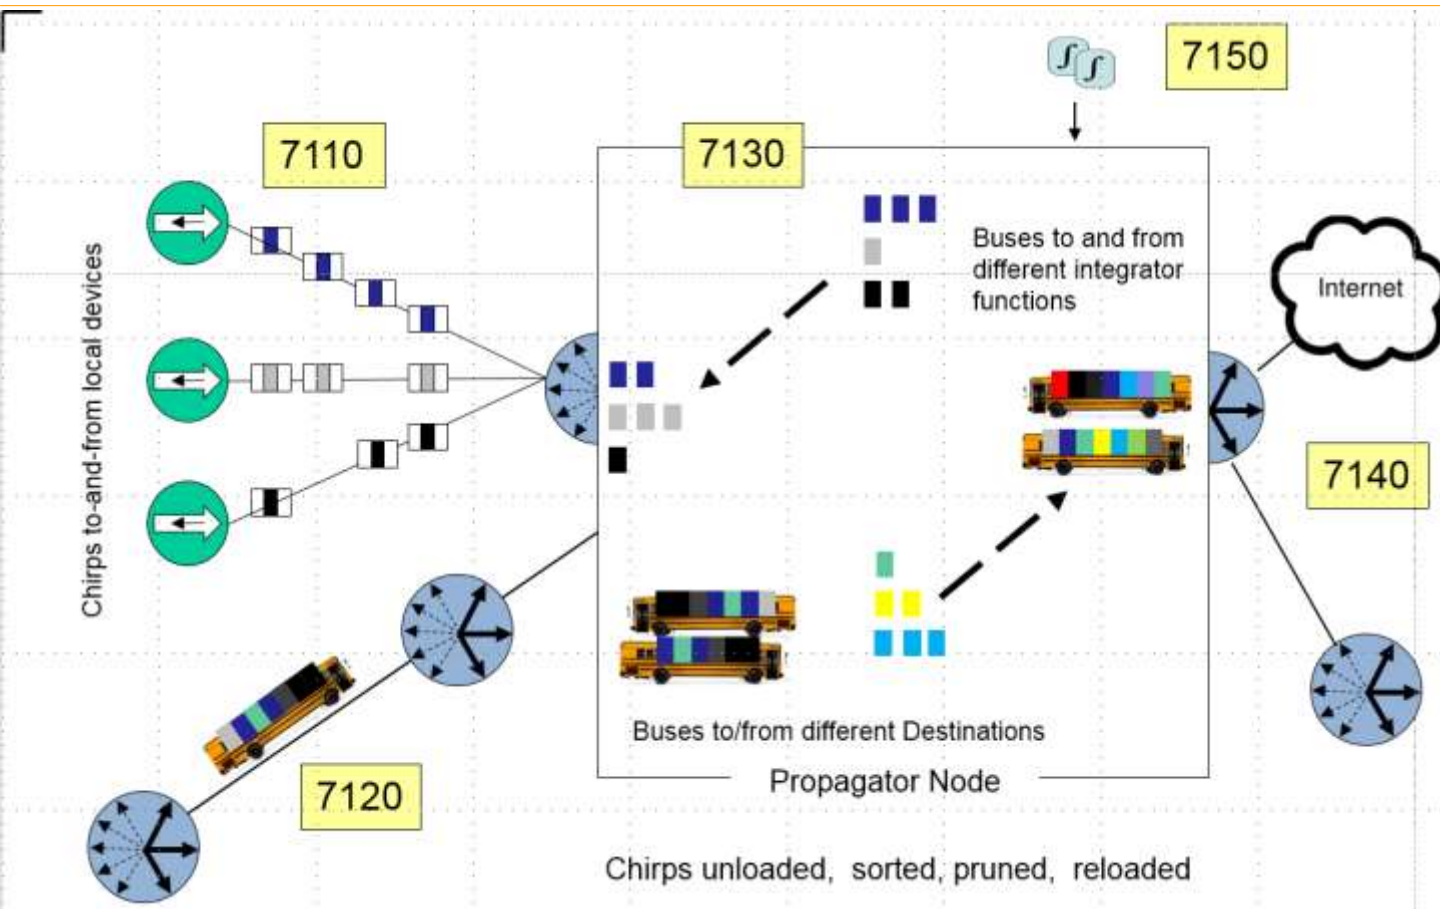 7150
7110
7130
Buses to and from
different integrator
functions
Internet
Chirps to-and-from local devices
7140
Buses to/from different Destinations
Propagator Node
7120
Chirps unloaded, sorted, pruned, reloaded